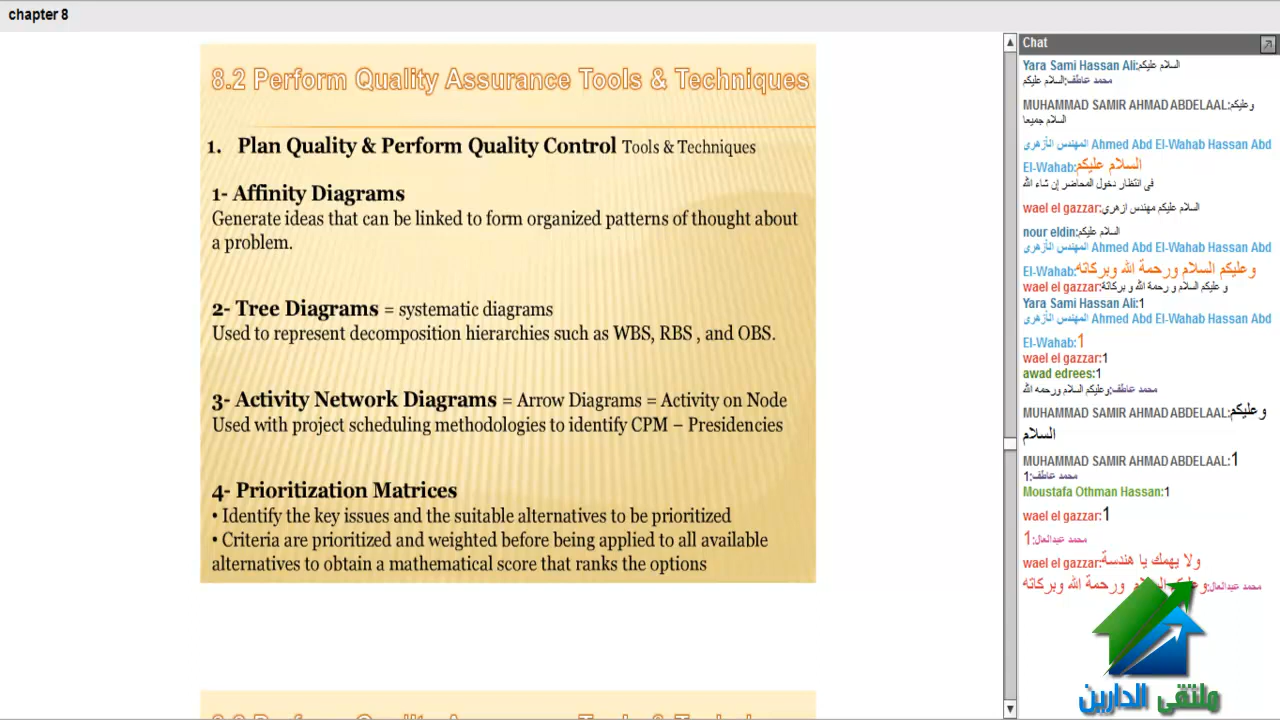 chapter 8
8.2 Perform Quality Assurance Tools & Techniques
1. Plan Quality & Perform Quality Control Tools & Techniques
1- Affinity Diagrams
Generate ideas that can be linked to form organized patterns of thought about
a problem.
2- Tree Diagrams = systematic diagrams
Used to represent decomposition hierarchies such as WBS, RBS , and OBS.
3- Activity Network Diagrams = Arrow Diagrams = Activity on Node
Used with project scheduling methodologies to identify CPM – Presidencies
4- Prioritization Matrices
• Identify the key issues and the suitable alternatives to be prioritized
• Criteria are prioritized and weighted before being applied to all available
alternatives to obtain a mathematical score that ranks the options
Chat
Yara Sami Hassan Ali:السلام عليكم
محمد عاطف:السلام عليكم
MUHAMMAD SAMIR AHMAD ABDELAAL:وعليكم
السلام جميعا
المهندس الأزهرى Ahmed Abd El-Wahab Hassan Abd
El-Wahab:السلام عليكم
فى انتظار دخول المحاضر إن شاء الله
wael el gazzar:السلام عليكم مهندس ازهري
nour eldin:السلام عليكم
المهندس الأزهرى Ahmed Abd El-Wahab Hassan Abd
El-Wahab:وعليكم السلام ورحمة الله وبركاته
wael el gazzar:و عليكم السلام و رحمة الله و بركاتة
Yara Sami Hassan Ali:1
المهندس الأزهرى Ahmed Abd El-Wahab Hassan Abd
El-Wahab:1
wael el gazzar:1
awad edrees:1
محمد عاطف:وعليكم السلام ورحمه الله
MUHAMMAD SAMIR AHMAD ABDELAAL:وعليكم
السلام
MUHAMMAD SAMIR AHMAD ABDELAAL:1
محمد عاطف:1
Moustafa Othman Hassan:1
wael el gazzar:1
محمد عبدالعال:1
wael el gazzar:ولا يهمك يا هندسة
محمد عبدالعال:وعليكم السلام ورحمة الله وبركاته
ملتقى الدارين